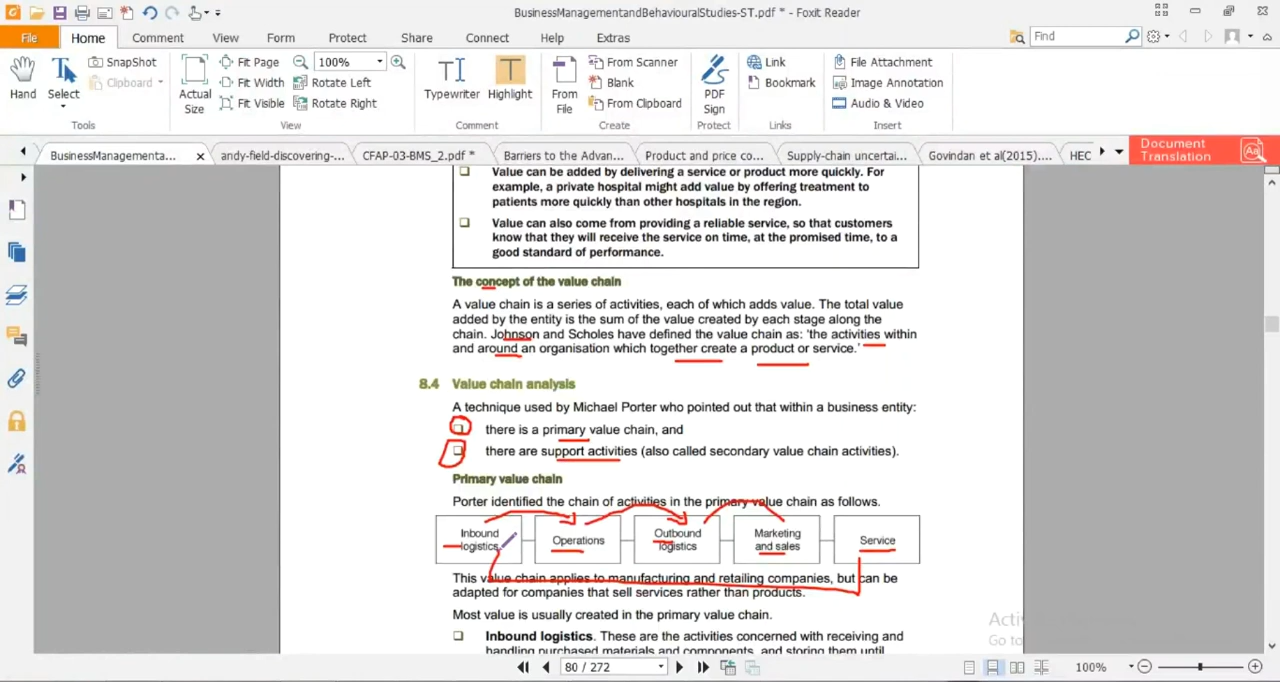 BusinessManagementandBehaviouralStudies-ST.pdf * - Foxit Reader
File Home Comment View Form Protect Share Connect Help Extras Find
Hand Select SnapShot Clipboard
Actual Size Fit Page Fit Width Fit Visible 100% Rotate Left Rotate Right
Typewriter Highlight
From File From Scanner Blank From Clipboard
PDF Sign
Link Bookmark
File Attachment Image Annotation Audio & Video
Tools View Comment Create Protect Links Insert
BusinessManagementa... x andy-field-discovering-... CFAP-03-BMS_2.pdf * Barriers to the Advan... Product and price co... Supply-chain uncertai... Govindan et al(2015).... HEC
Document Translation
Value can be added by delivering a service or product more quickly. For
example, a private hospital might add value by offering treatment to
patients more quickly than other hospitals in the region.
Value can also come from providing a reliable service, so that customers
know that they will receive the service on time, at the promised time, to a
good standard of performance.
The concept of the value chain
A value chain is a series of activities, each of which adds value. The total value
added by the entity is the sum of the value created by each stage along the
chain. Johnson and Scholes have defined the value chain as: 'the activities within
and around an organisation which together create a product or service.'
8.4 Value chain analysis
A technique used by Michael Porter who pointed out that within a business entity:
there is a primary value chain, and
there are support activities (also called secondary value chain activities).
Primary value chain
Porter identified the chain of activities in the primary value chain as follows.
Inbound logistics
Operations
Outbound logistics
Marketing and sales
Service
This value chain applies to manufacturing and retailing companies, but can be
adapted for companies that sell services rather than products.
Most value is usually created in the primary value chain.
Inbound logistics. These are the activities concerned with receiving and
handling purchased materials and components, and storing them until
Go to
80 / 272
100%